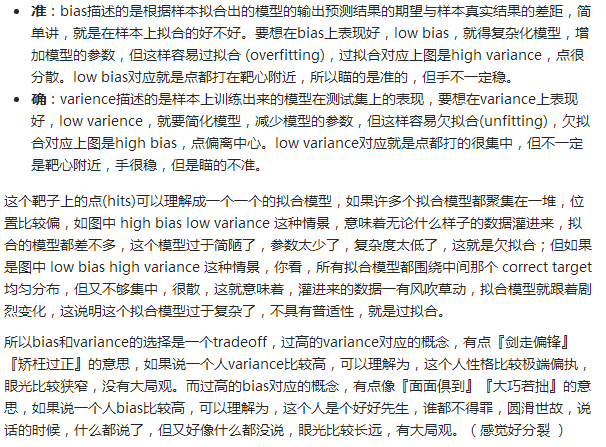 准：bias描述的是根据样本拟合出的模型的输出预测结果的期望与样本真实结果的差距，简
单讲，就是在样本上拟合的好不好。要想在bias上表现好，low bias，就得复杂化模型，增
加模型的参数，但这样容易过拟合 (overfitting)，过拟合对应上图是high variance，点很
分散。low bias对应就是点都打在靶心附近，所以瞄的是准的，但手不一定稳。
确：varience描述的是样本上训练出来的模型在测试集上的表现，要想在variance上表现
好，low varience，就要简化模型，减少模型的参数，但这样容易欠拟合(unfitting)，欠拟
合对应上图是high bias，点偏离中心。low variance对应就是点都打的很集中，但不一定
是靶心附近，手很稳，但是瞄的不准。
这个靶子上的点(hits)可以理解成一个一个的拟合模型，如果许多个拟合模型都聚集在一堆，位
置比较偏，如图中 high bias low variance 这种情景，意味着无论什么样子的数据灌进来，拟
合的模型都差不多，这个模型过于简陋了，参数太少了，复杂度太低了，这就是欠拟合；但如果
是图中 low bias high variance 这种情景，你看，所有拟合模型都围绕中间那个 correct target
均匀分布，但又不够集中，很散，这就意味着，灌进来的数据一有风吹草动，拟合模型就跟着剧
烈变化，这说明这个拟合模型过于复杂了，不具有普适性，就是过拟合。
所以bias和variance的选择是一个tradeoff，过高的variance对应的概念，有点『剑走偏锋』
『矫枉过正』的意思，如果说一个人variance比较高，可以理解为，这个人性格比较极端偏执，
眼光比较狭窄，没有大局观。而过高的bias对应的概念，有点像『面面俱到』『大巧若拙』的意
思，如果说一个人bias比较高，可以理解为，这个人是个好好先生，谁都不得罪，圆滑世故，说
话的时候，什么都说了，但又好像什么都没说，眼光比较长远，有大局观。（感觉好分裂 ）